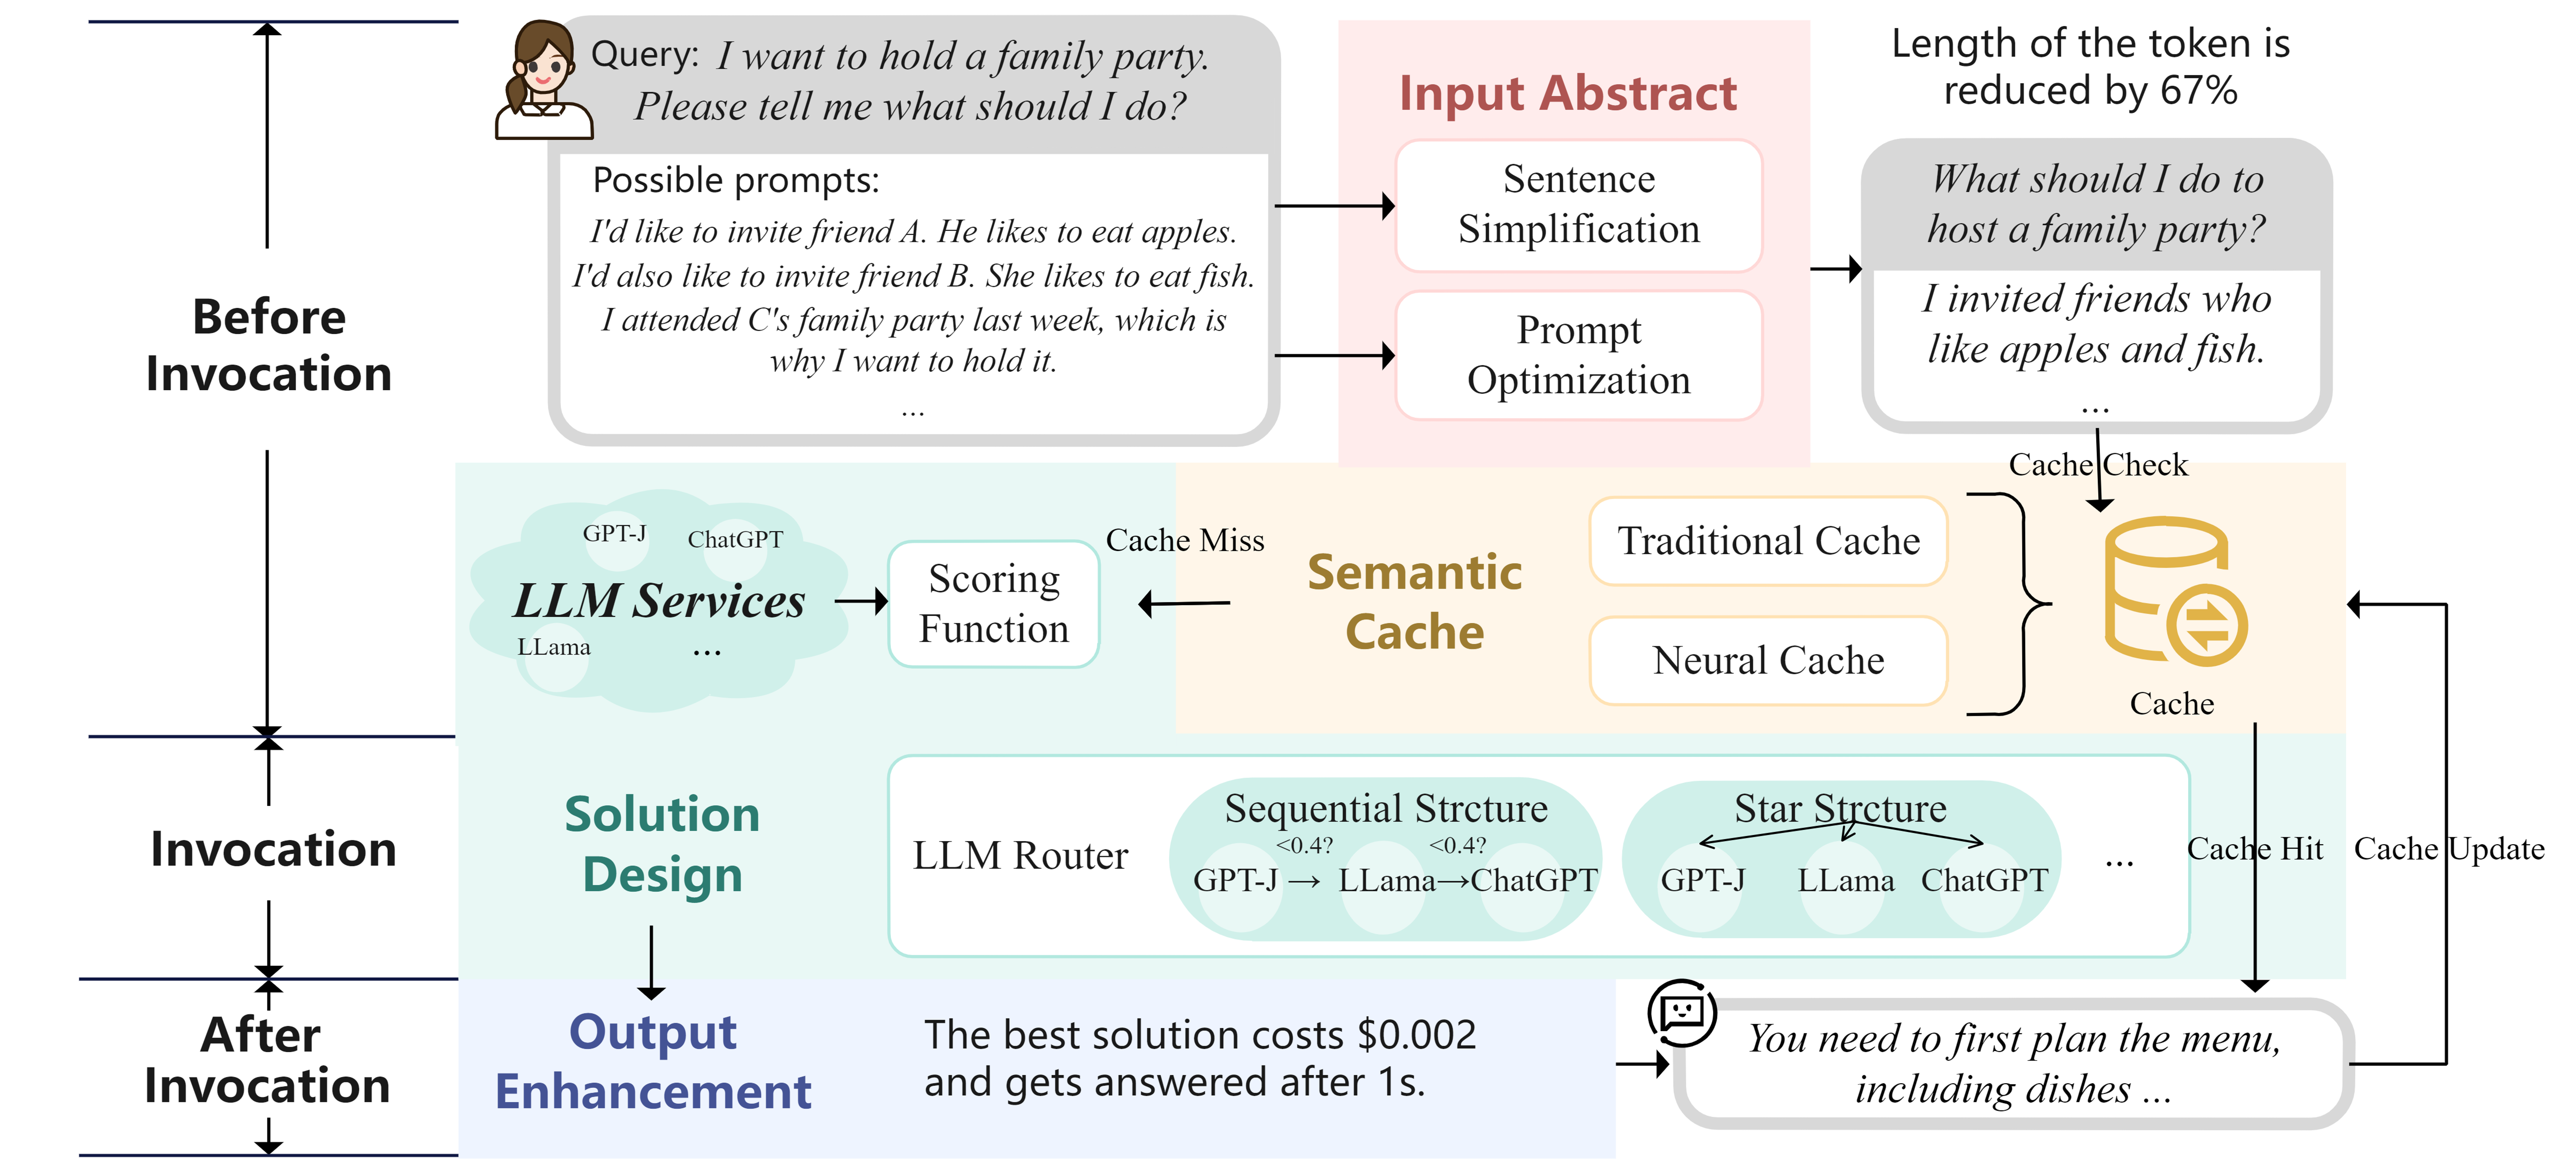 Query: I want to hold a family party.
Please tell me what should I do?
Possible prompts:
I'd like to invite friend A. He likes to eat apples.
I'd also like to invite friend B. She likes to eat fish.
I attended C's family party last week, which is
why I want to hold it.
...
Input Abstract
Sentence
Simplification
Prompt
Optimization
Length of the token is
reduced by 67%
What should I do to
host a family party?
I invited friends who
like apples and fish.
...
Before
Invocation
Cache Check
GPT-J
ChatGPT
LLM Services
LLama
...
Scoring
Function
Cache Miss
Semantic
Cache
Traditional Cache
Neural Cache
Cache
Invocation
Solution
Design
LLM Router
Sequential Strcture
<0.4?
<0.4?
GPT-J → LLama→ChatGPT
Star Strcture
GPT-J
LLama
ChatGPT
...
Cache Hit
Cache Update
After
Invocation
Output
Enhancement
The best solution costs $0.002
and gets answered after 1s.
You need to first plan the menu,
including dishes ...